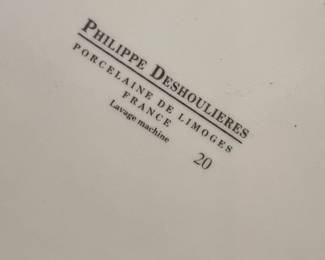 PHILIPPE DESHOULIERES
PORCELAINE DE LIMOGES
FRANCE
Lavage machine
20